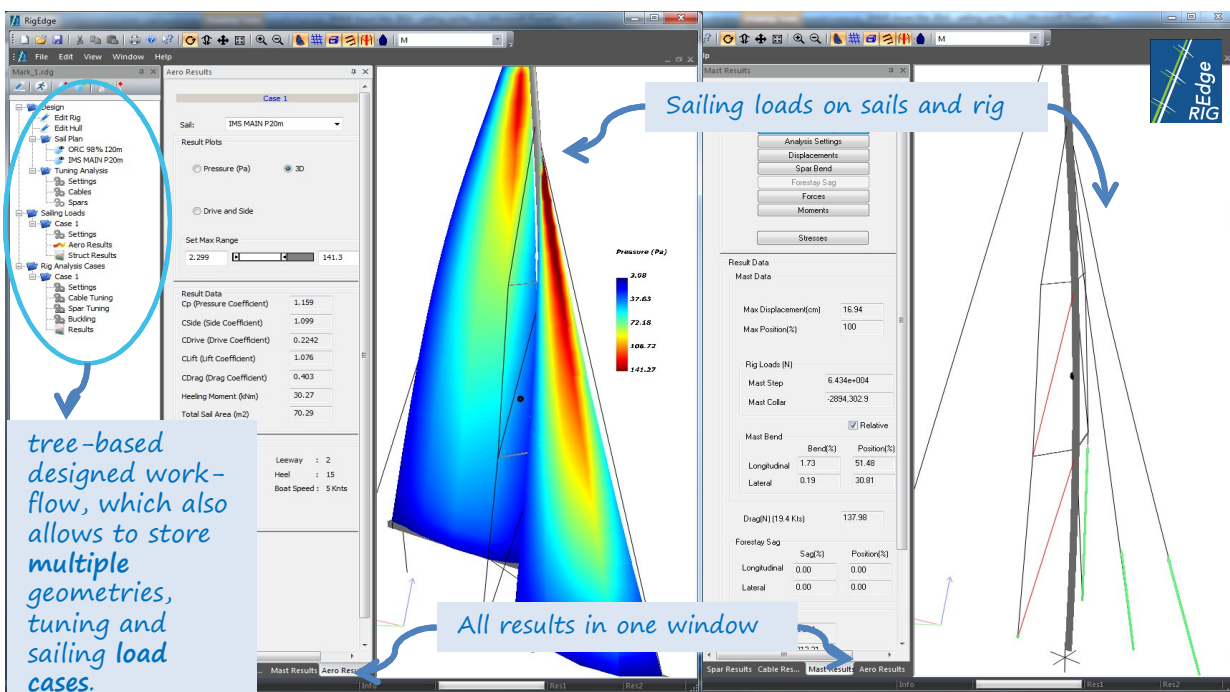 RigEdge
M
File Edit View Window Help
Mark_1.rdg
Design
Edit Rig
Edit Hull
Sail Plan
ORC 98% I20m
IMS MAIN P20m
Tuning Analysis
Settings
Cables
Spars
Sailing Loads
Case 1
Settings
Aero Results
Struct Results
Rig Analysis Cases
Case 1
Settings
Cable Tuning
Spar Tuning
Buckling
Results
tree-based
designed work-
flow, which also
allows to store
multiple
geometries,
tuning and
sailing load
cases.
Aero Results
Case 1
Sail: IMS MAIN P20m
Result Plots
Pressure (Pa) 3D
Drive and Side
Set Max Range
2.299 141.3
Result Data
Cp (Pressure Coefficient) 1.159
CSide (Side Coefficient) 1.099
CDrive (Drive Coefficient) 0.2242
CLift (Lift Coefficient) 1.076
CDrag (Drag Coefficient) 0.403
Heeling Moment (kNm) 30.27
Total Sail Area (m2) 70.29
Leeway : 2
Heel : 15
Boat Speed : 5 Knts
Mast Results Aero Resu
Info Res1 Res2
Pressure (Pa)
3.08
37.63
72.18
106.72
141.27
Sailing loads on sails and rig
All results in one window
M
lp
Mast Results
Analysis Settings
Displacements
Spar Bend
Forestay Sag
Forces
Moments
Stresses
Result Data
Mast Data
Max Displacement(cm) 16.94
Max Position(%) 100
Rig Loads (N)
Mast Step 6.434e+004
Mast Collar -2894,302.9
Relative
Mast Bend
Bend(%) Position(%)
Longitudinal 1.73 51.48
Lateral 0.19 30.81
Drag(N) (19.4 Kts) 137.98
Forestay Sag
Sag(%) Position(%)
Longitudinal 0.00 0.00
Lateral 0.00 0.00
Spar Results Cable Res... Mast Results Aero Results
Info Res1 Res2
RIG
Edge